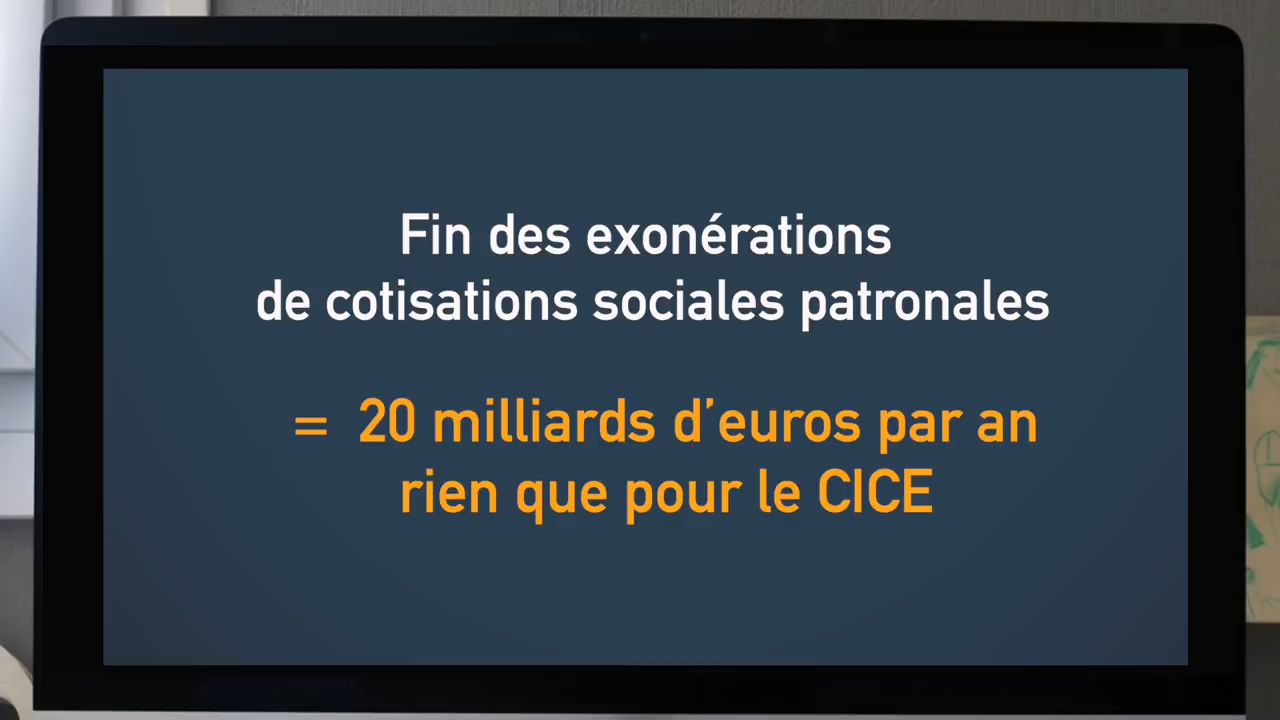 Fin des exonérations
de cotisations sociales patronales
= 20 milliards d’euros par an
rien que pour le CICE